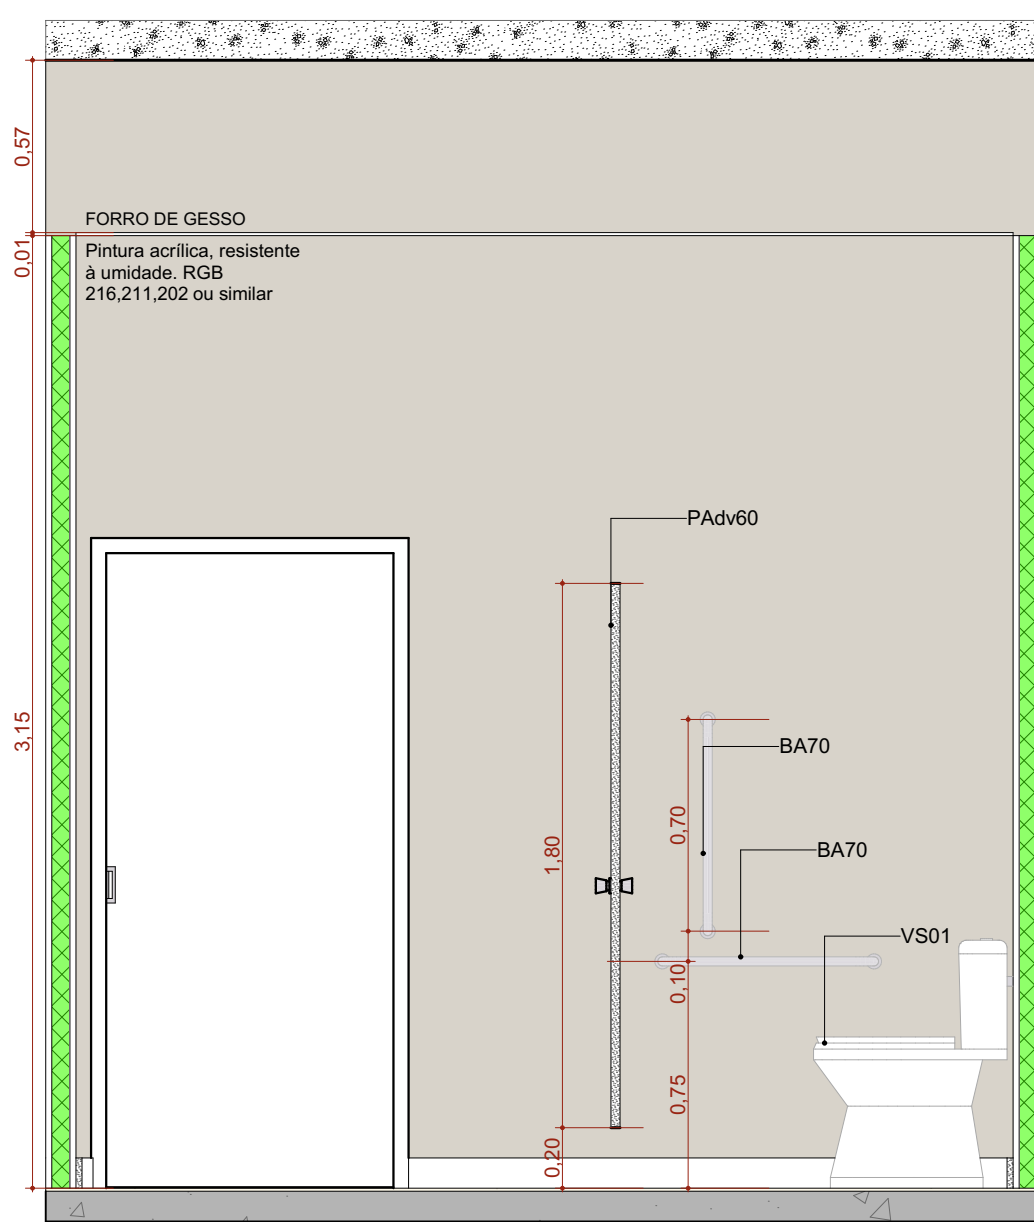 0,57
FORRO DE GESSO
0,01
Pintura acrílica, resistente
à umidade. RGB
216,211,202 ou similar
PAdv60
3,15
BA70
0,70
1,80
BA70
VS01
0,10
0,75
0,20